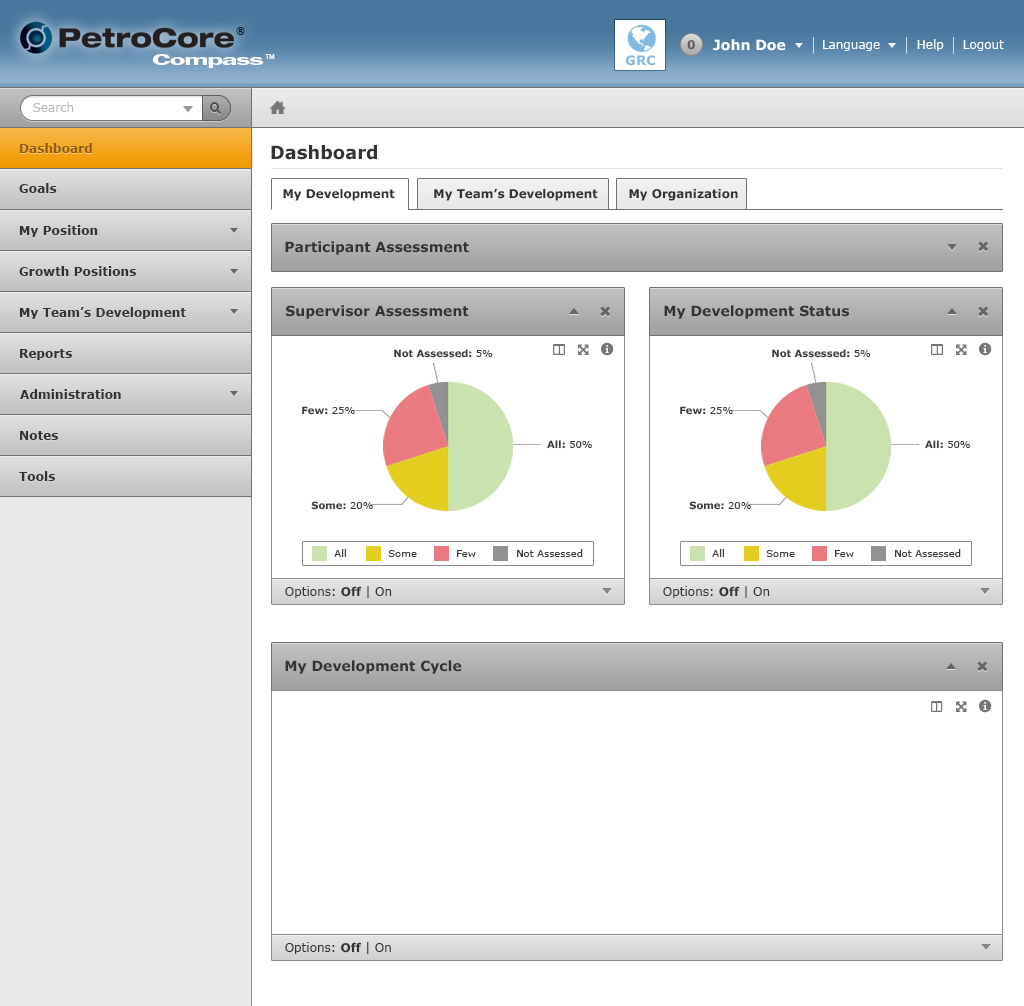 PetroCore®
Compass™
GRC
0 John Doe | Language | Help | Logout
Search
Dashboard
Goals
My Position
Growth Positions
My Team’s Development
Reports
Administration
Notes
Tools
Dashboard
My Development My Team’s Development My Organization
Participant Assessment
Supervisor Assessment
Not Assessed: 5%
Few: 25%
All: 50%
Some: 20%
All Some Few Not Assessed
Options: Off | On
My Development Status
Not Assessed: 5%
Few: 25%
All: 50%
Some: 20%
All Some Few Not Assessed
Options: Off | On
My Development Cycle
Options: Off | On